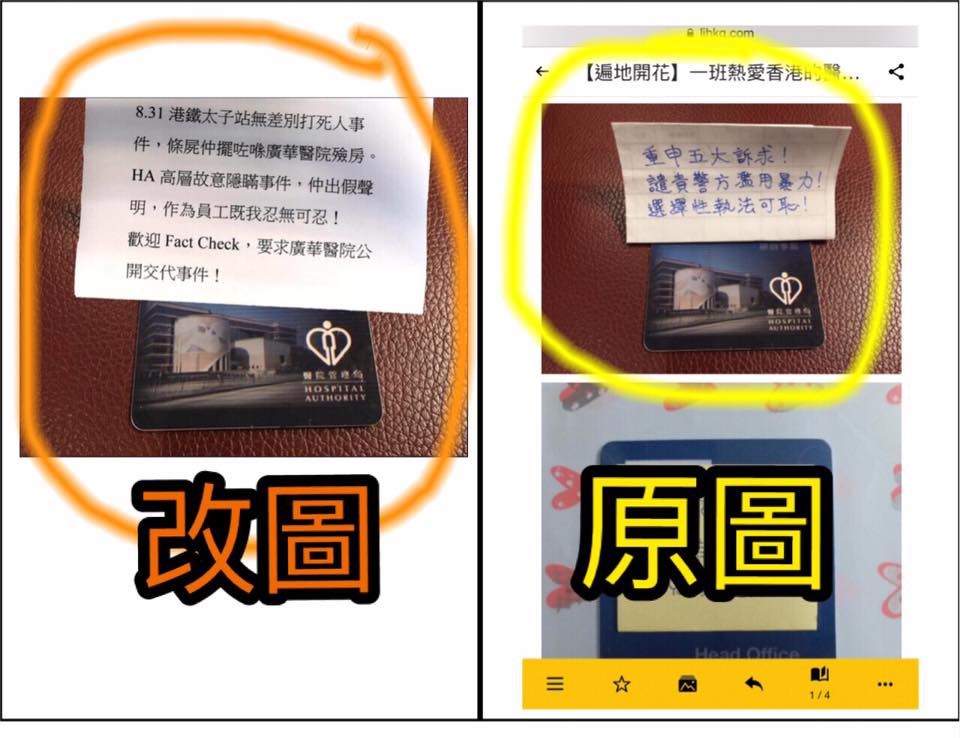 8.31 港鐵太子站無差別打死人事
件，條屍仲擺咗喺廣華醫院殮房。
HA 高層故意隱瞞事件，仲出假聲
明，作為員工既我忍無可忍！
歡迎 Fact Check，要求廣華醫院公
開交代事件！
醫院管理局
HOSPITAL
AUTHORITY
改圖
lihkg.com
【遍地開花】一班熱愛香港的醫...
重申五大訴求！
譴責警方濫用暴力！
選擇性執法可恥！
醫院管理局
HOSPITAL
AUTHORITY
原圖
Head Office
1 / 4